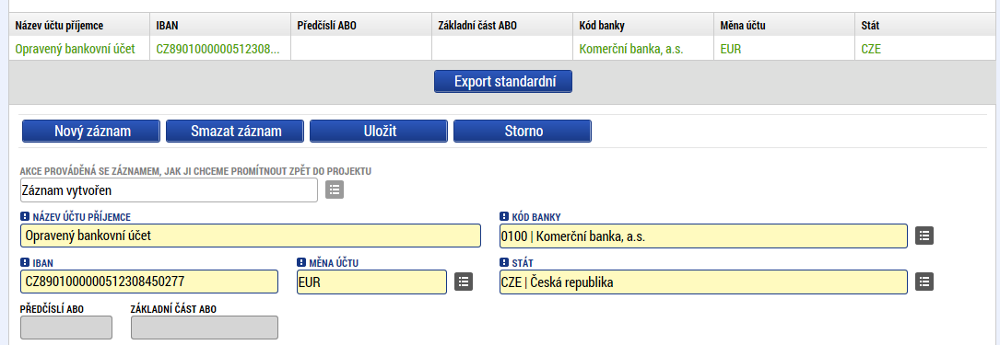 Název účtu příjemce IBAN Předčíslí ABO Základní část ABO Kód banky Měna účtu Stát
Opravený bankovní účet CZ8901000000512308... Komerční banka, a.s. EUR CZE
Export standardní
Nový záznam Smazat záznam Uložit Storno
AKCE PROVÁDĚNÁ SE ZÁZNAMEM, JAK JI CHCEME PROMÍTNOUT ZPĚT DO PROJEKTU
Záznam vytvořen
NÁZEV ÚČTU PŘÍJEMCE KÓD BANKY
Opravený bankovní účet 0100 | Komerční banka, a.s.
IBAN MĚNA ÚČTU STÁT
CZ8901000000512308450277 EUR CZE | Česká republika
PŘEDČÍSLÍ ABO ZÁKLADNÍ ČÁST ABO